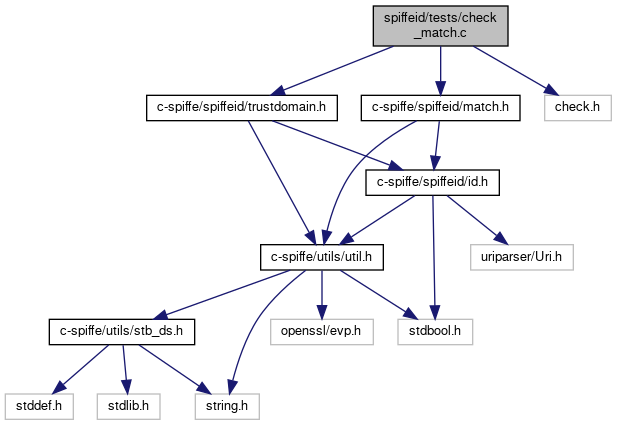 spiffeid/tests/check
_match.c
c-spiffe/spiffeid/trustdomain.h
c-spiffe/spiffeid/match.h
check.h
c-spiffe/spiffeid/id.h
c-spiffe/utils/util.h
uriparser/Uri.h
c-spiffe/utils/stb_ds.h
openssl/evp.h
stdbool.h
stddef.h
stdlib.h
string.h